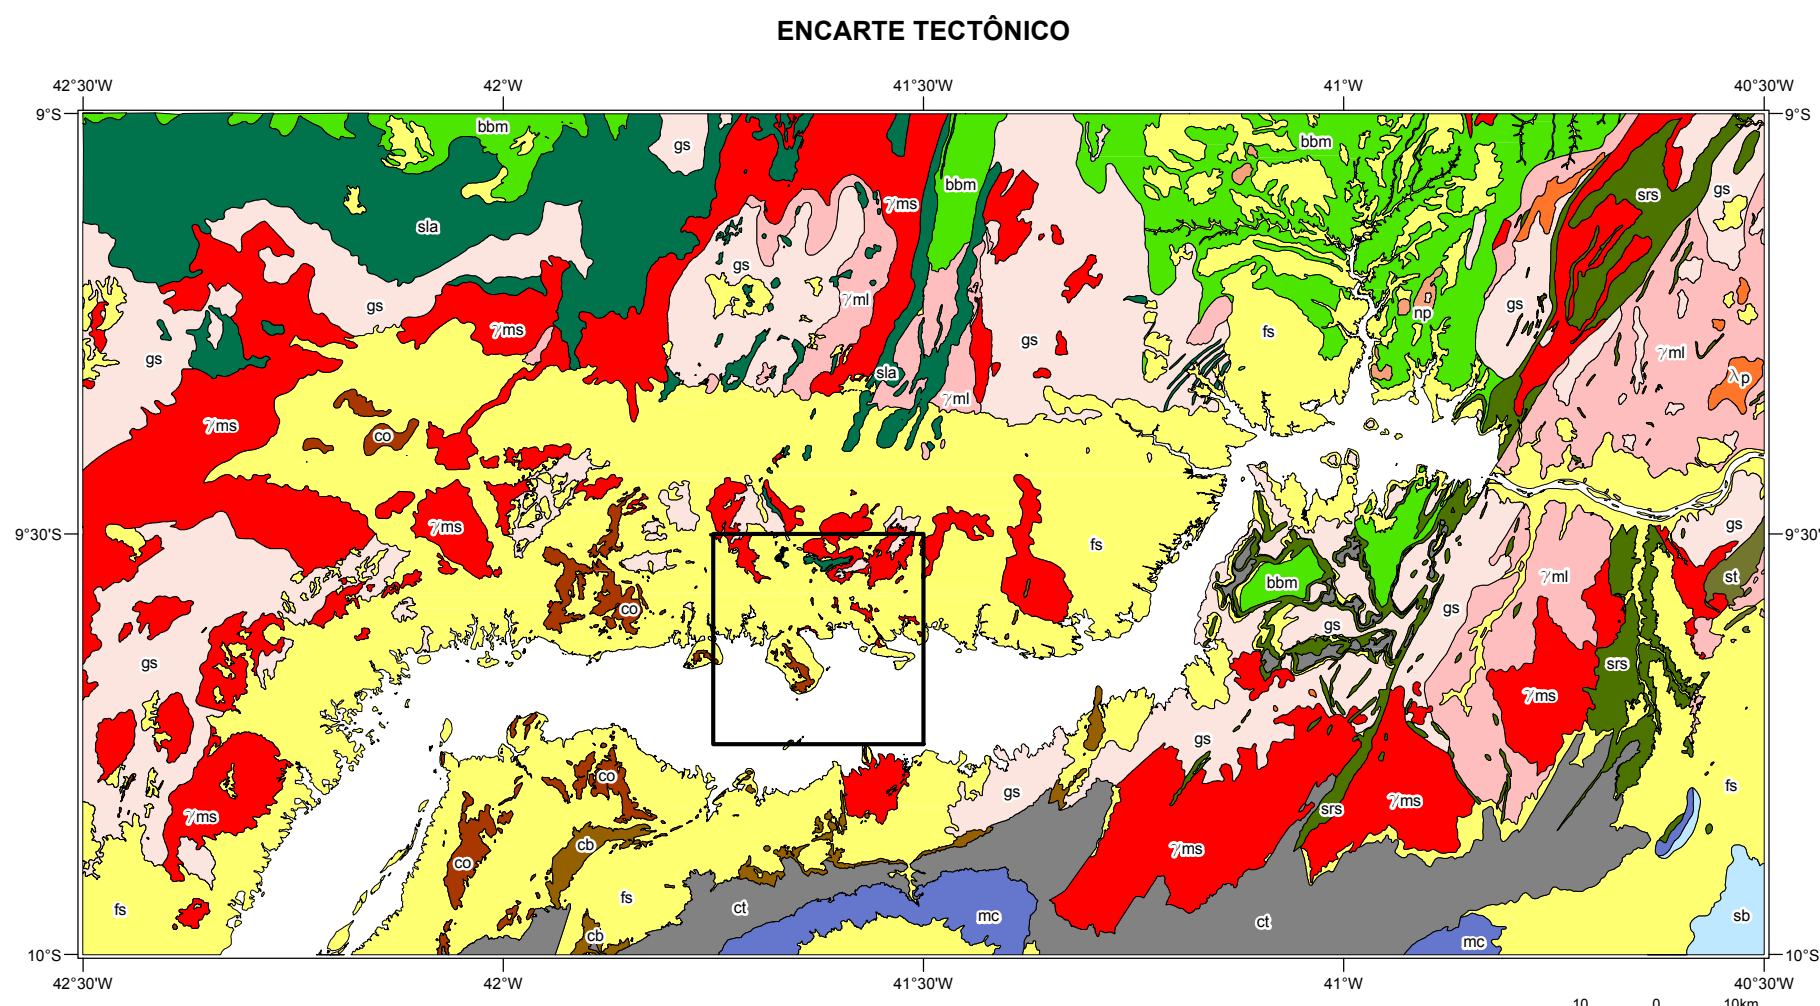 ENCARTE TECTÔNICO
42°30'W 42°W 41°30'W 41°W 40°30'W
9°S 9°S
bbm
bbm
gs
bbm
gs
srs
γms
sla
gs
γml
gs
γms
gs
np
fs
gs
γml
gs
sla
λp
γml
γms
co
γms
gs
9°30'S 9°30'
fs
γml
st
bbm
co
gs
gs
gs
srs
γms
gs
co
fs
gs
γms
srs
γms
cb
γms
co
fs
fs
ct
mc
ct
sb
cb
mc
10°S 10°S
42°30'W 42°W 41°30'W 41°W 40°30'W
10 0 10km